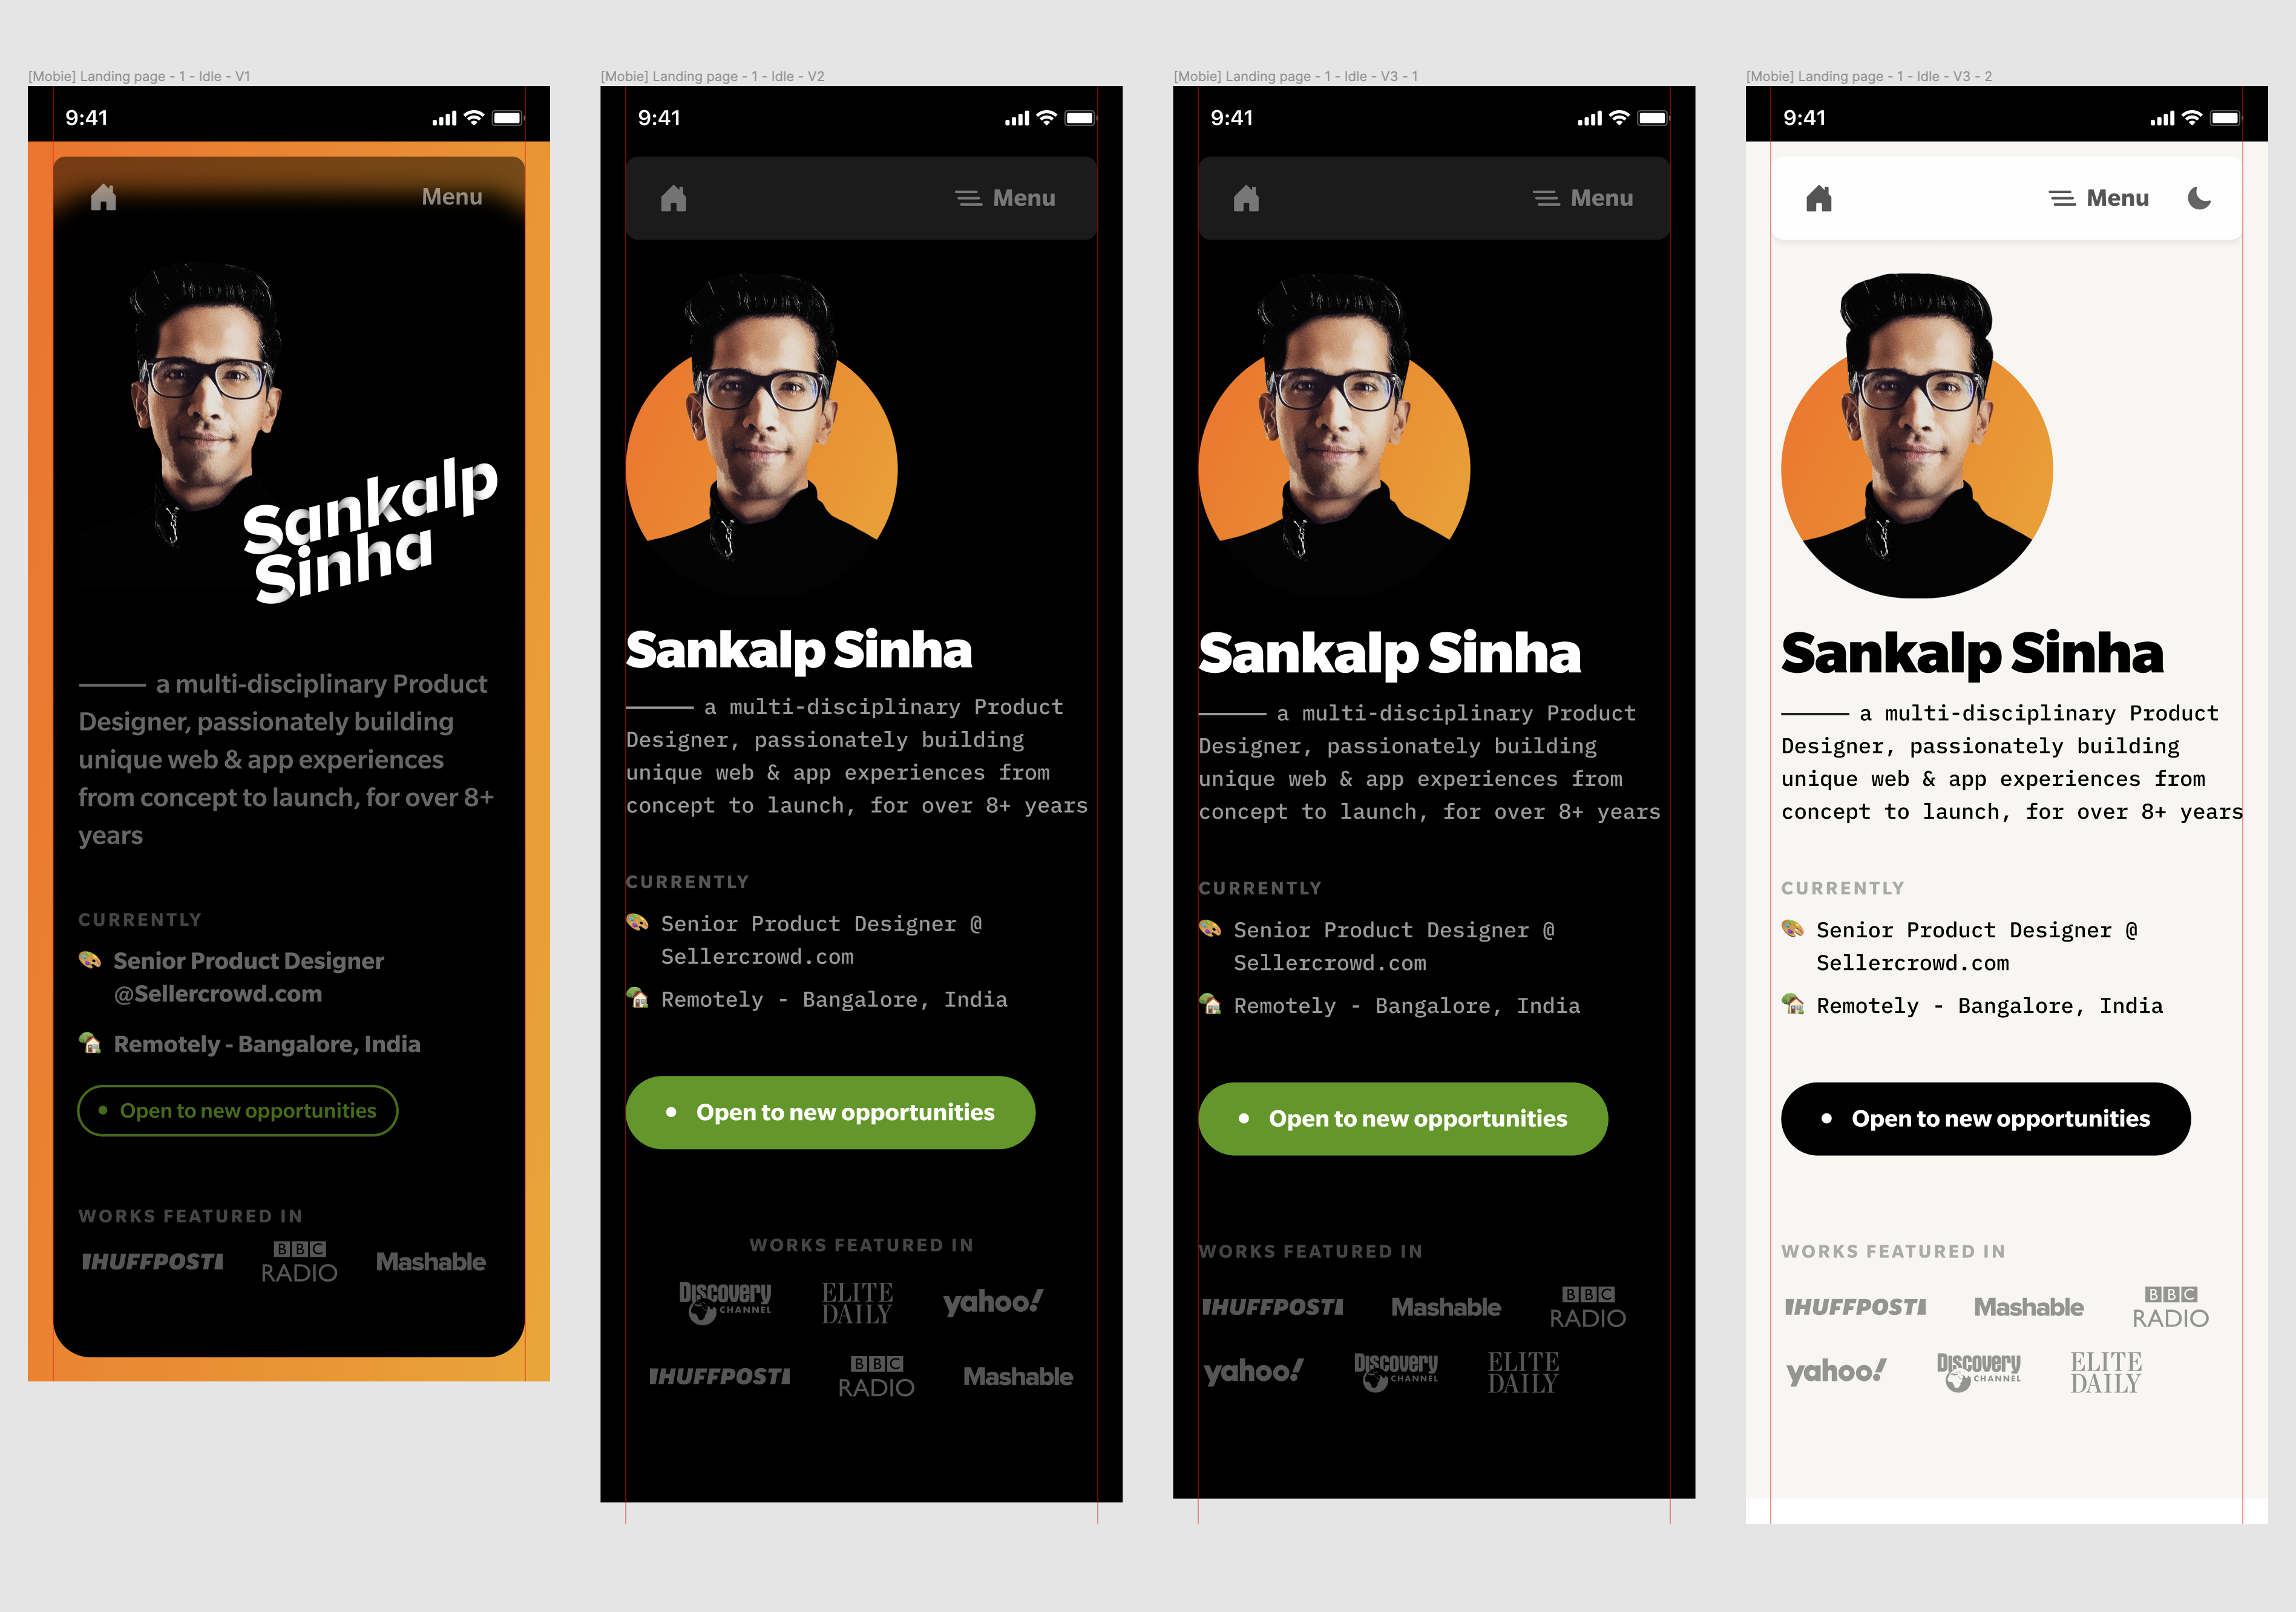 [Mobie] Landing page - 1 - Idle - V1
9:41
Menu
Sankalp
Sinha
a multi-disciplinary Product
Designer, passionately building
unique web & app experiences
from concept to launch, for over 8+
years
CURRENTLY
Senior Product Designer
@Sellercrowd.com
Remotely - Bangalore, India
Open to new opportunities
WORKS FEATURED IN
HUFFPOST
BBC
RADIO
Mashable
[Mobie] Landing page - 1 - Idle - V2
9:41
Menu
Sankalp Sinha
a multi-disciplinary Product
Designer, passionately building
unique web & app experiences from
concept to launch, for over 8+ years
CURRENTLY
Senior Product Designer @
Sellercrowd.com
Remotely - Bangalore, India
Open to new opportunities
WORKS FEATURED IN
Discovery
CHANNEL
ELITE
DAILY
yahoo!
HUFFPOST
BBC
RADIO
Mashable
[Mobie] Landing page - 1 - Idle - V3 - 1
9:41
Menu
Sankalp Sinha
a multi-disciplinary Product
Designer, passionately building
unique web & app experiences from
concept to launch, for over 8+ years
CURRENTLY
Senior Product Designer @
Sellercrowd.com
Remotely - Bangalore, India
Open to new opportunities
WORKS FEATURED IN
HUFFPOST
Mashable
BBC
RADIO
yahoo!
Discovery
CHANNEL
ELITE
DAILY
[Mobie] Landing page - 1 - Idle - V3 - 2
9:41
Menu
Sankalp Sinha
a multi-disciplinary Product
Designer, passionately building
unique web & app experiences from
concept to launch, for over 8+ years
CURRENTLY
Senior Product Designer @
Sellercrowd.com
Remotely - Bangalore, India
Open to new opportunities
WORKS FEATURED IN
HUFFPOST
Mashable
BBC
RADIO
yahoo!
Discovery
CHANNEL
ELITE
DAILY